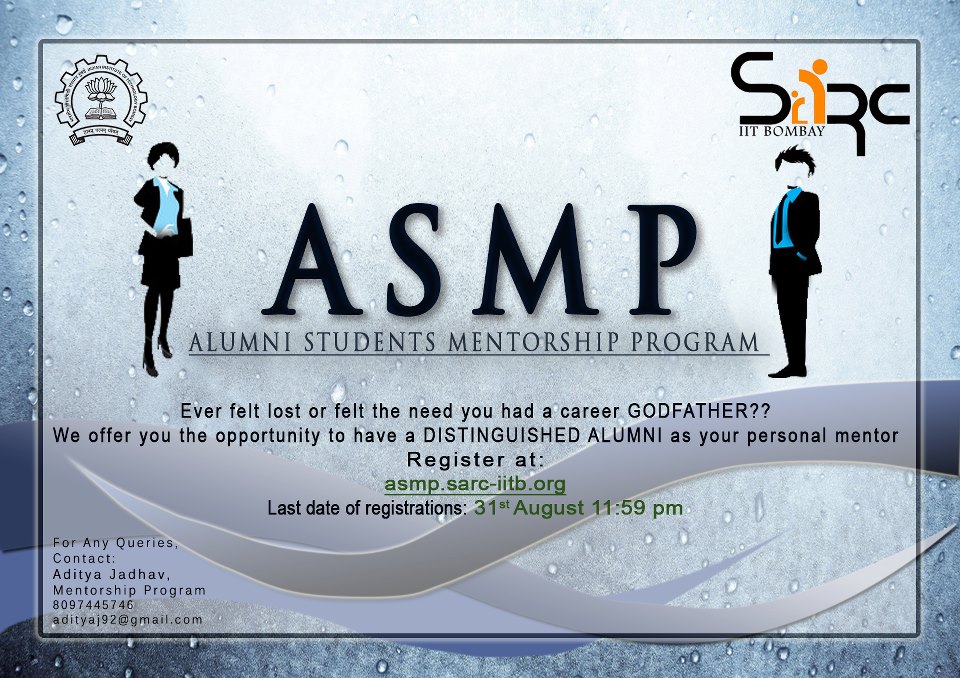 SARC
IIT BOMBAY
ASMP
ALUMNI STUDENTS MENTORSHIP PROGRAM
Ever felt lost or felt the need you had a career GODFATHER??
We offer you the opportunity to have a DISTINGUISHED ALUMNI as your personal mentor
Register at:
asmp.sarc-iitb.org
Last date of registrations: 31st August 11:59 pm
For Any Queries,
Contact:
Aditya Jadhav,
Mentorship Program
8097445746
adityaj92@gmail.com